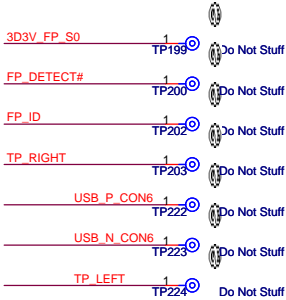 3D3V_FP_S0 1 TP199 Do Not Stuff
FP_DETECT# 1 TP200 Do Not Stuff
FP_ID 1 TP202 Do Not Stuff
TP_RIGHT 1 TP203 Do Not Stuff
USB_P_CON6 1 TP222 Do Not Stuff
USB_N_CON6 1 TP223 Do Not Stuff
TP_LEFT 1 TP224 Do Not Stuff